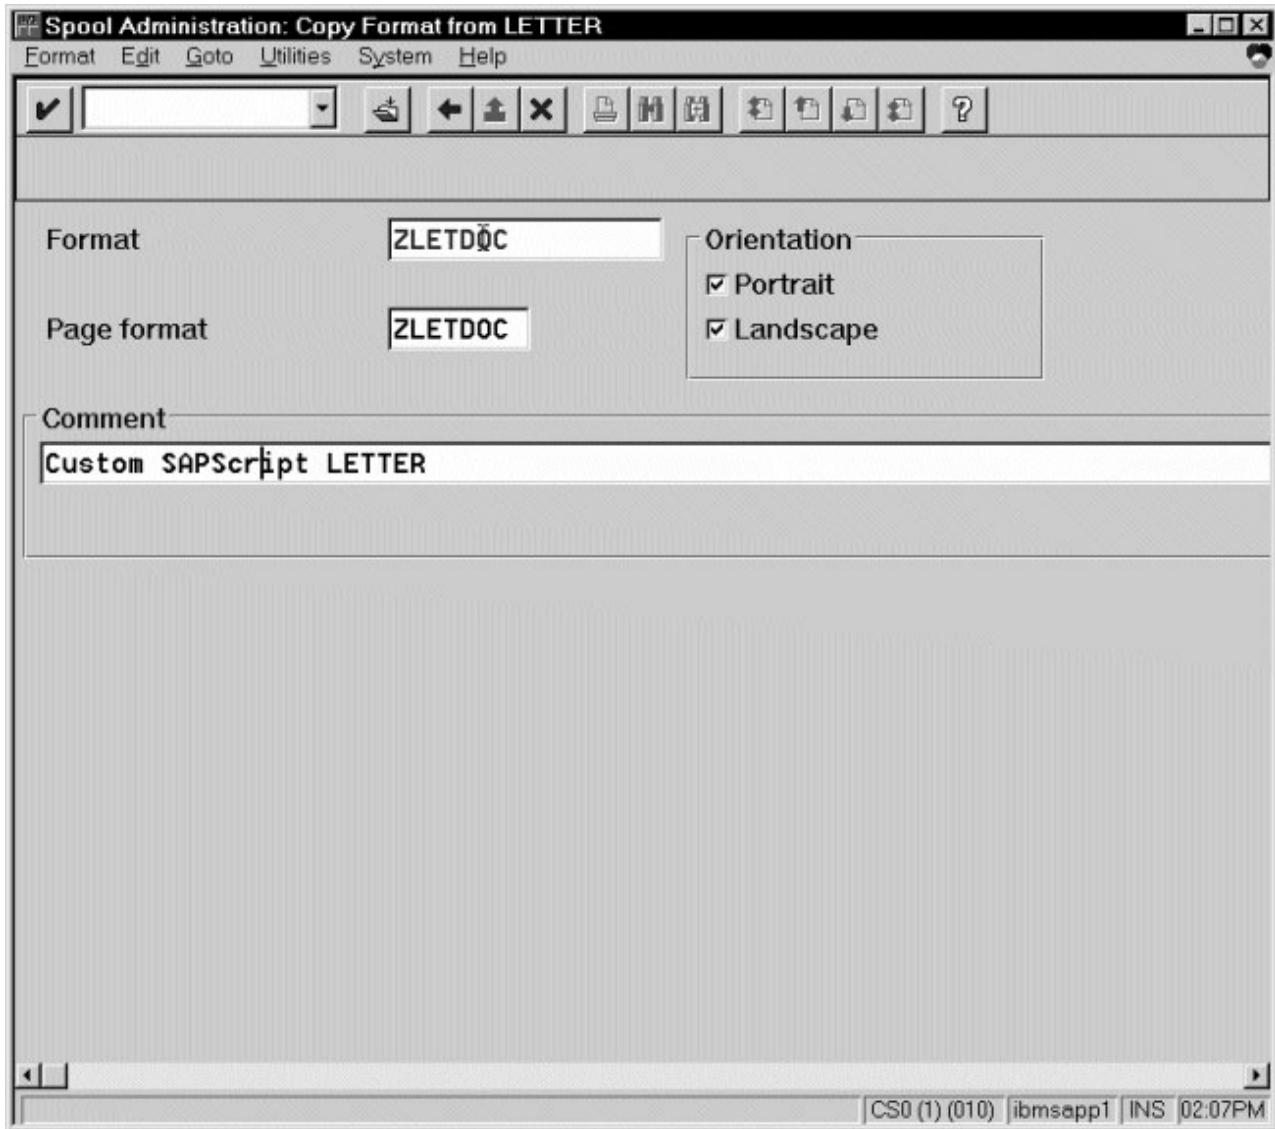 Spool Administration: Copy Format from LETTER
Format Edit Goto Utilities System Help
Format ZLETDOC
Orientation
Portrait
Page format ZLETDOC
Landscape
Comment
Custom SAPScript LETTER
CS0 (1) (010) ibmsapp1 INS 02:07PM